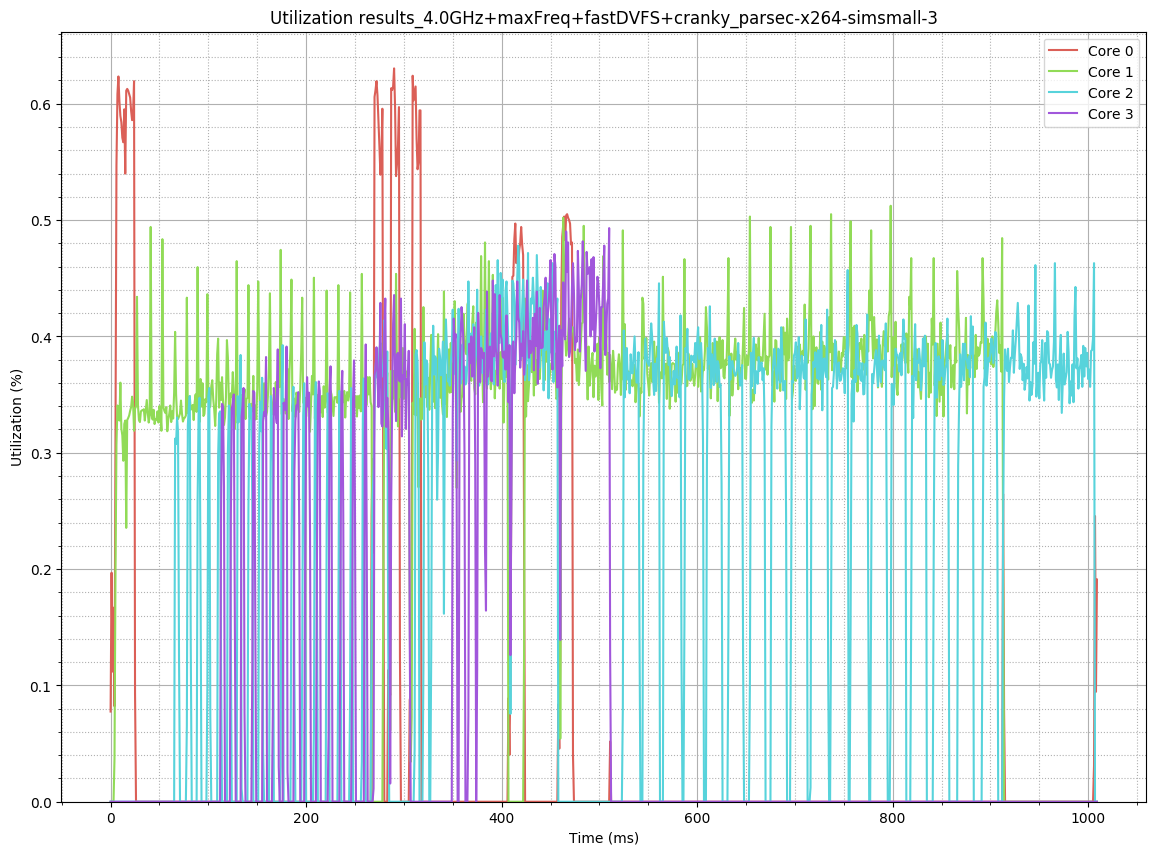 Utilization results_4.0GHz+maxFreq+fastDVFS+cranky_parsec-x264-simsmall-3
Core 0
Core 1
Core 2
Core 3
Utilization (%)
0.6
0.5
0.4
0.3
0.2
0.1
0.0
0 200 400 600 800 1000
Time (ms)